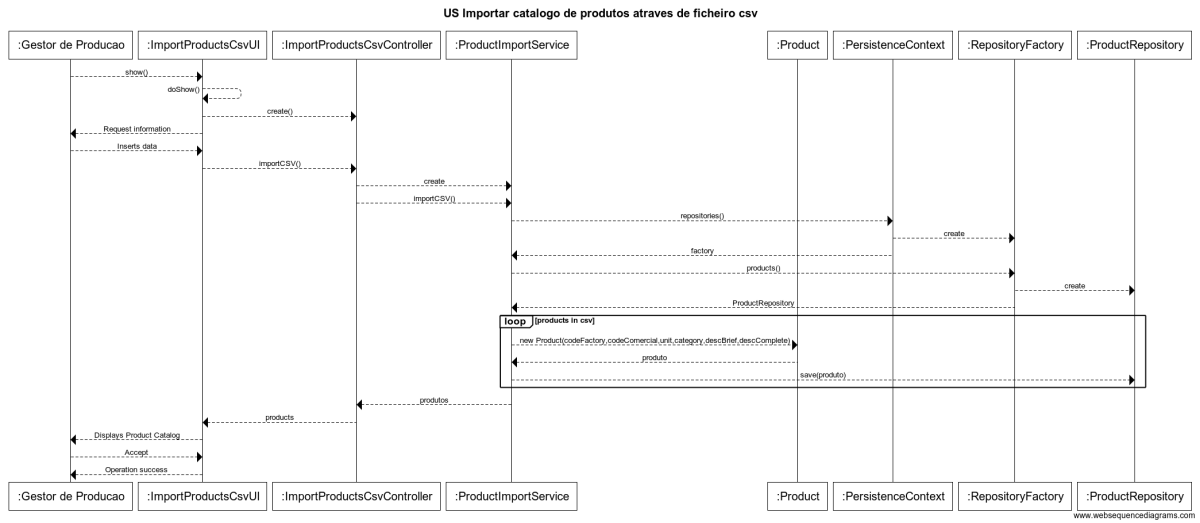 US Importar catalogo de produtos atraves de ficheiro csv
:Gestor de Producao
:ImportProductsCsvUI
:ImportProductsCsvController
:ProductImportService
:Product
:PersistenceContext
:RepositoryFactory
:ProductRepository
show()
doShow()
create()
Request information
Inserts data
importCSV()
create
importCSV()
repositories()
create
factory
products()
create
ProductRepository
loop
[products in csv]
new Product(codeFactory,codeComercial,unit,category,descBrief,descComplete)
produto
save(produto)
produtos
products
Displays Product Catalog
Accept
Operation success
:Gestor de Producao
:ImportProductsCsvUI
:ImportProductsCsvController
:ProductImportService
:Product
:PersistenceContext
:RepositoryFactory
:ProductRepository
www.websequencediagrams.com